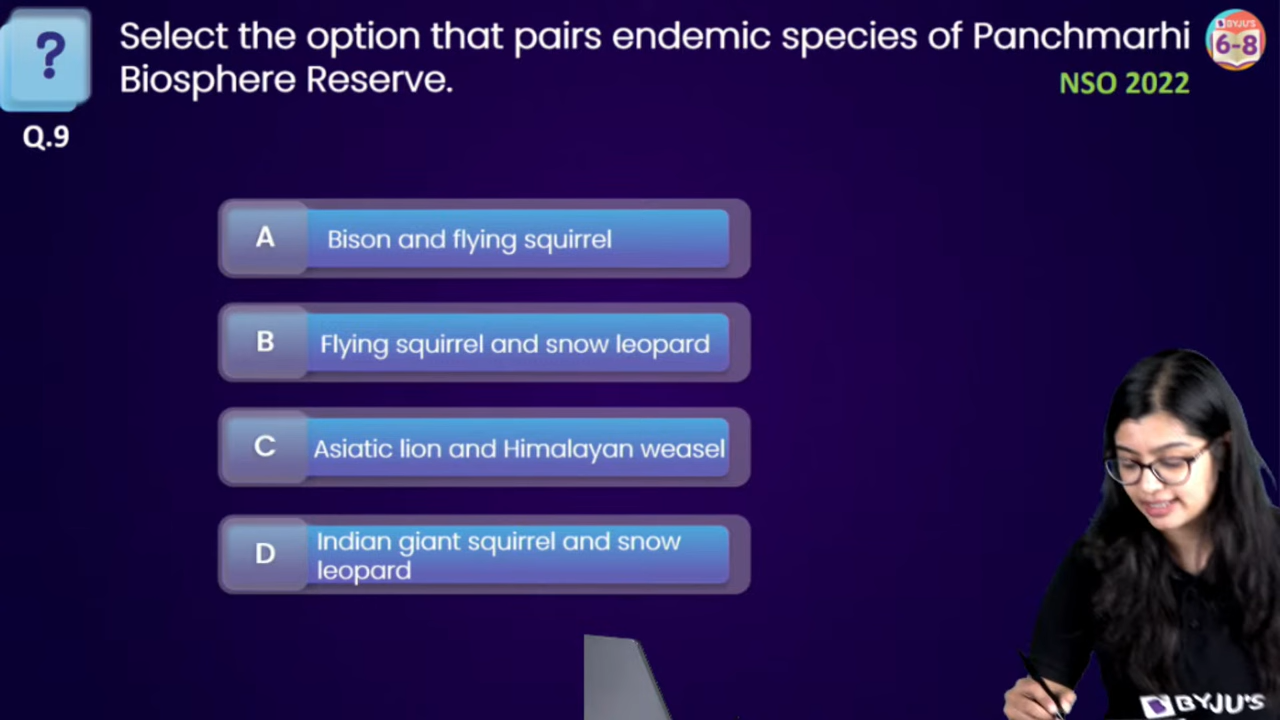 ?
Select the option that pairs endemic species of Panchmarhi
Biosphere Reserve.
NSO 2022
BYJU'S
6-8
Q.9
A
Bison and flying squirrel
B
Flying squirrel and snow leopard
C
Asiatic lion and Himalayan weasel
D
Indian giant squirrel and snow
leopard
BYJU'S